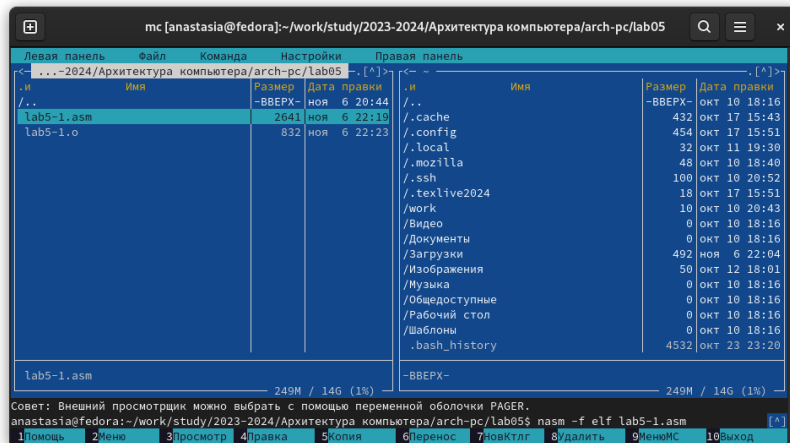 mc [anastasia@fedora]:~/work/study/2023-2024/Архитектура компьютера/arch-pc/lab05
Левая панель Файл Команда Настройки Правая панель
<- ...-2024/Архитектура компьютера/arch-pc/lab05 -.[^]> <- ~ .[^]>
.и Имя Размер Дата правки .и Имя Размер Дата правки
/.. -ВВЕРХ- ноя 6 20:44 /.. -ВВЕРХ- окт 10 18:16
lab5-1.asm 2641 ноя 6 22:19 /.cache 432 окт 17 15:43
lab5-1.o 832 ноя 6 22:23 /.config 454 окт 17 15:51
/.local 32 окт 11 19:30
/.mozilla 48 окт 10 18:40
/.ssh 100 окт 10 20:52
/.texlive2024 18 окт 17 15:51
/work 10 окт 10 20:43
/Видео 0 окт 10 18:16
/Документы 0 окт 10 18:16
/Загрузки 492 ноя 6 22:04
/Изображения 50 окт 12 18:01
/Музыка 0 окт 10 18:16
/Общедоступные 0 окт 10 18:16
/Рабочий стол 0 окт 10 18:16
/Шаблоны 0 окт 10 18:16
.bash_history 4532 окт 23 23:20
lab5-1.asm -ВВЕРХ-
249M / 14G (1%) 249M / 14G (1%)
Совет: Внешний просмотрщик можно выбрать с помощью переменной оболочки PAGER.
anastasia@fedora:~/work/study/2023-2024/Архитектура компьютера/arch-pc/lab05$ nasm -f elf lab5-1.asm [^]
1Помощь 2Меню 3Просмотр 4Правка 5Копия 6Перенос 7НовКтлг 8Удалить 9МенюМС 10Выход